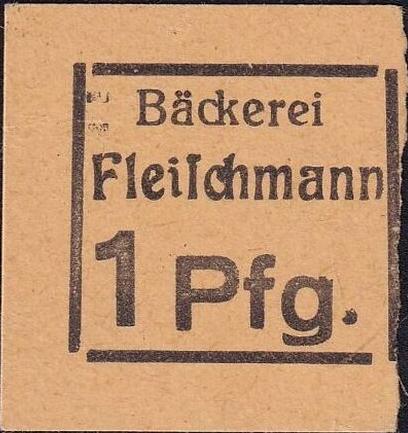 Bäckerei
Fleiſchmann
1 Pfg.